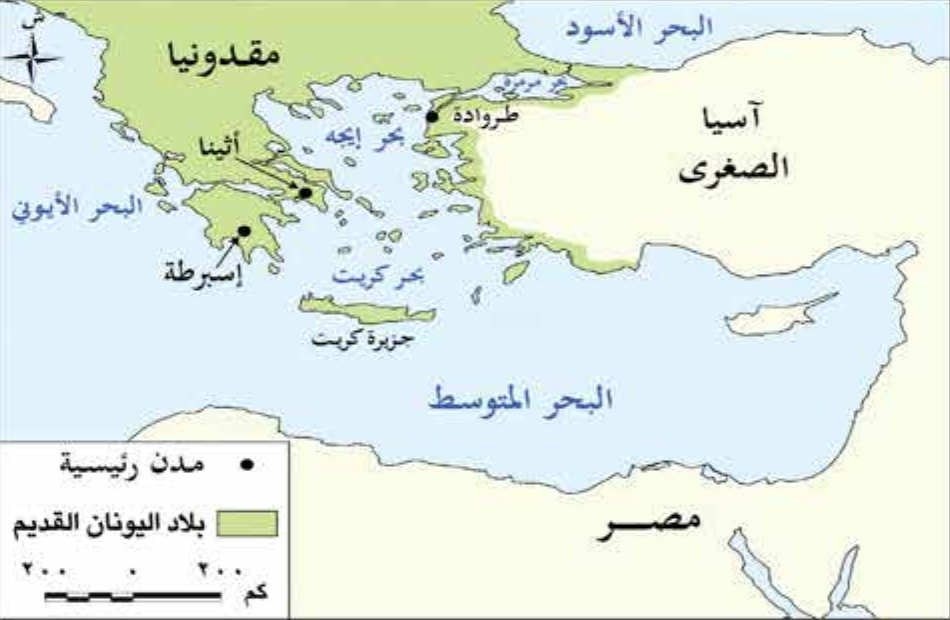 ش
البحر الأسود
مقدونيا
بحر مرمرة
طروادة
آسيا
الصغرى
بحر إيجه
أثينا
البحر الأيوني
إسبرطة
بحر كريت
جزيرة كريت
البحر المتوسط
مصر
مدن رئيسية
بلاد اليونان القديم
٢٠٠ ٠ ٢٠٠
كم